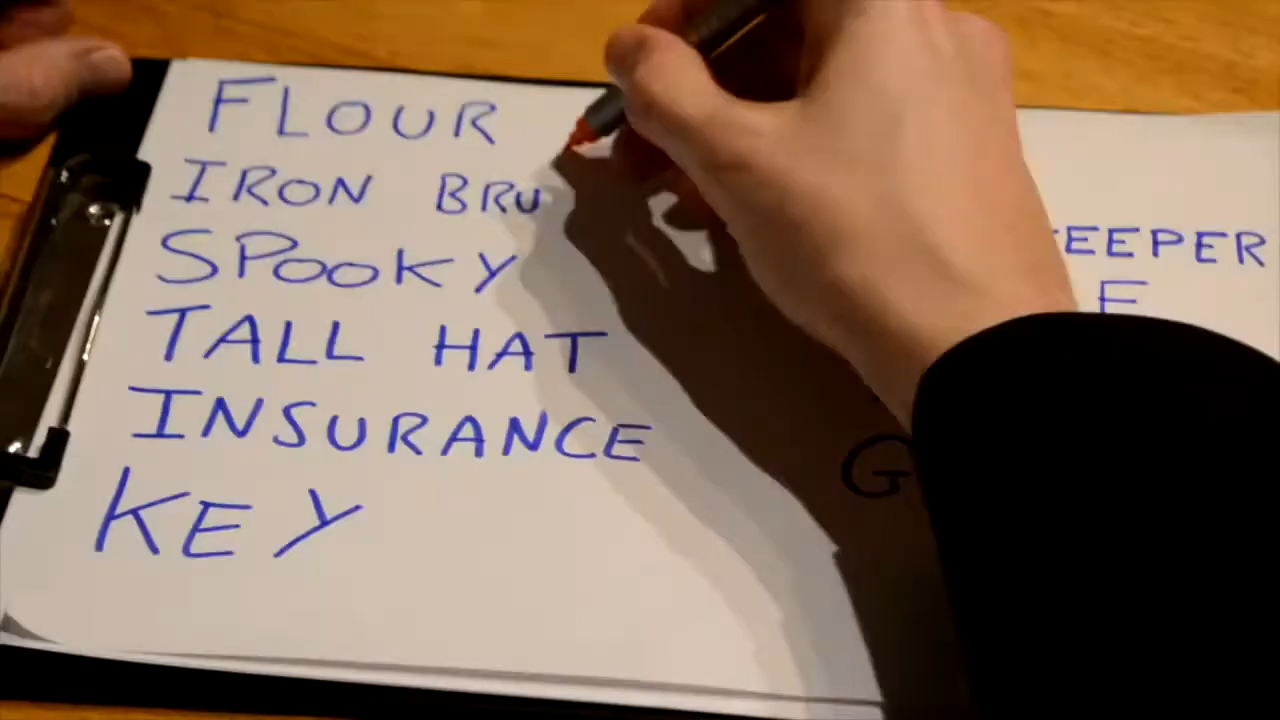 FLOUR
IRON BRU
SPOOKY
TALL HAT
INSURANCE
KEY